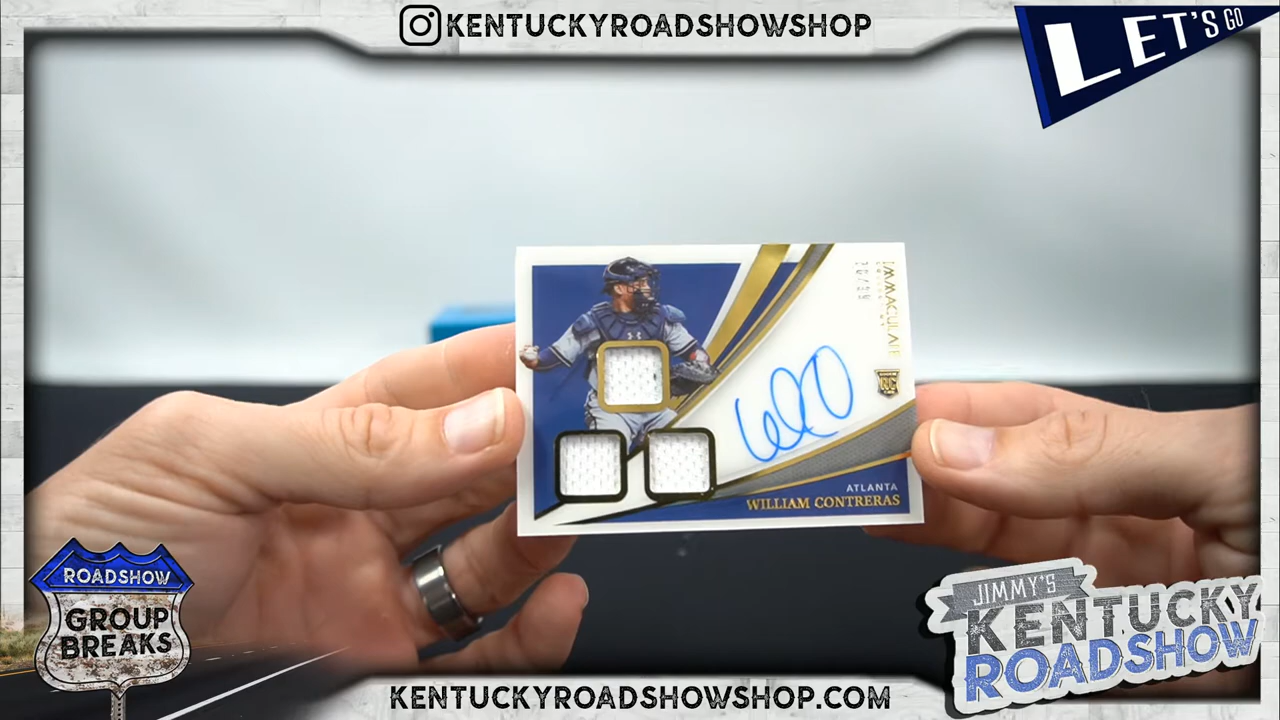 KENTUCKYROADSHOWSHOP
LET'S GO
IMMACULATE
RC
ATLANTA
WILLIAM CONTRERAS
ROADSHOW
GROUP
BREAKS
JIMMY'S
KENTUCKY
ROADSHOW
KENTUCKYROADSHOWSHOP.COM